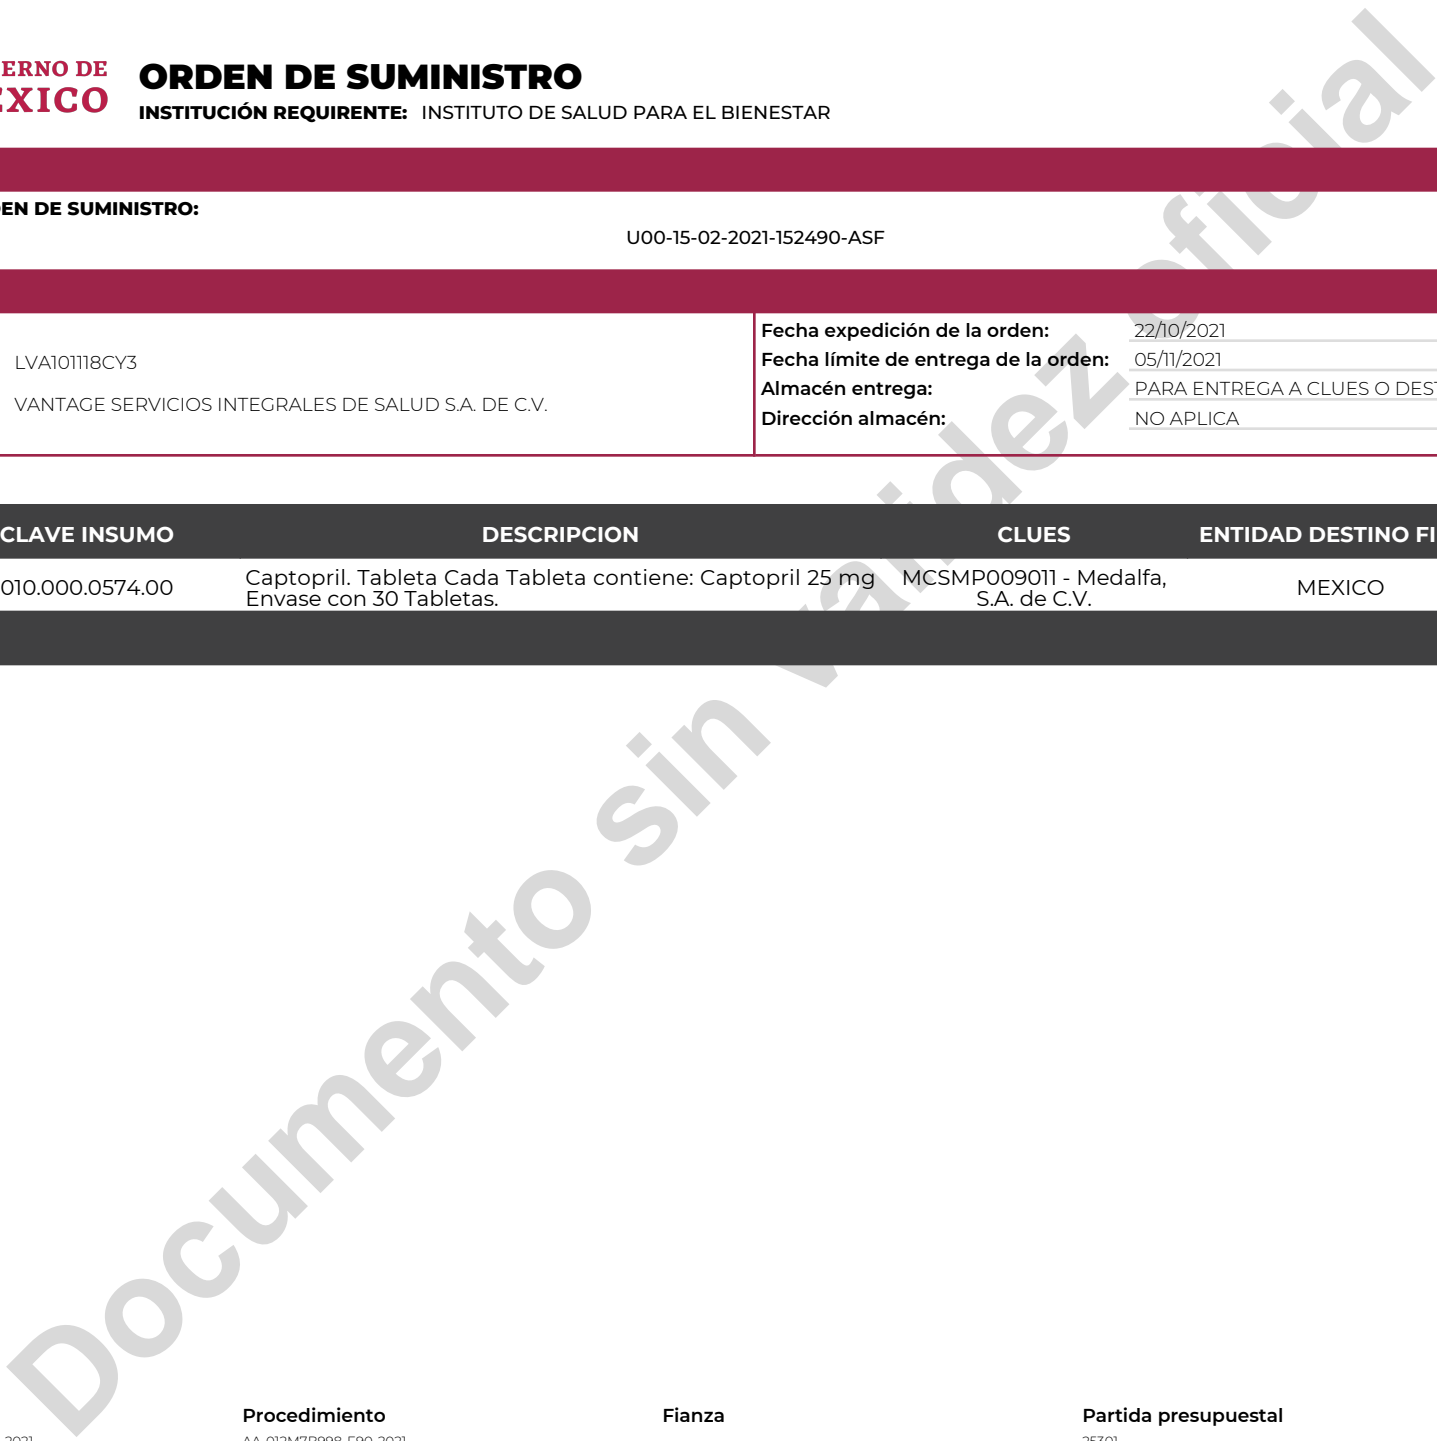 ERNO DE
ORDEN DE SUMINISTRO
XICO
INSTITUCIÓN REQUIRENTE: INSTITUTO DE SALUD PARA EL BIENESTAR
EN DE SUMINISTRO:
U00-15-02-2021-152490-ASF
Fecha expedición de la orden: 22/10/2021
LVA101118CY3
Fecha límite de entrega de la orden: 05/11/2021
Almacén entrega: PARA ENTREGA A CLUES O DEST
VANTAGE SERVICIOS INTEGRALES DE SALUD S.A. DE C.V.
Dirección almacén: NO APLICA
CLAVE INSUMO DESCRIPCION CLUES ENTIDAD DESTINO FI
010.000.0574.00 Captopril. Tableta Cada Tableta contiene: Captopril 25 mg Envase con 30 Tabletas. MCSMP009011 - Medalfa, S.A. de C.V. MEXICO
Documento sin validez oficial
Procedimiento Fianza Partida presupuestal